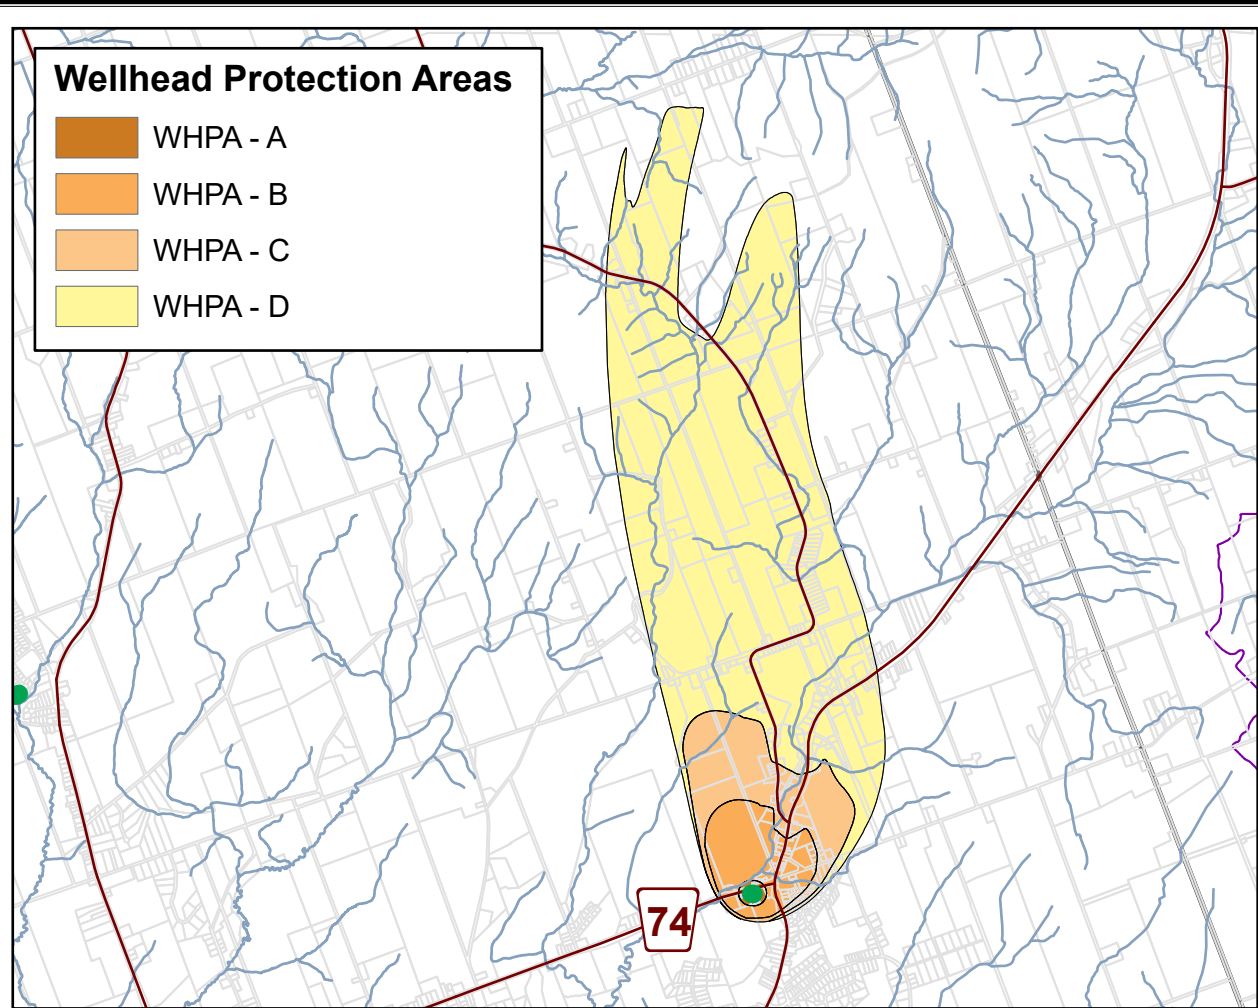 Wellhead Protection Areas
WHPA - A
WHPA - B
WHPA - C
WHPA - D
74